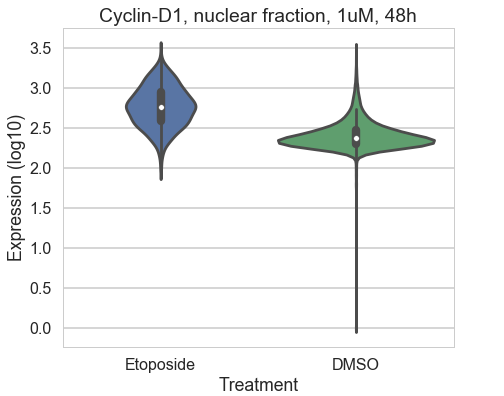 Cyclin-D1, nuclear fraction, 1uM, 48h
Expression (log10)
3.5
3.0
2.5
2.0
1.5
1.0
0.5
0.0
Etoposide DMSO
Treatment